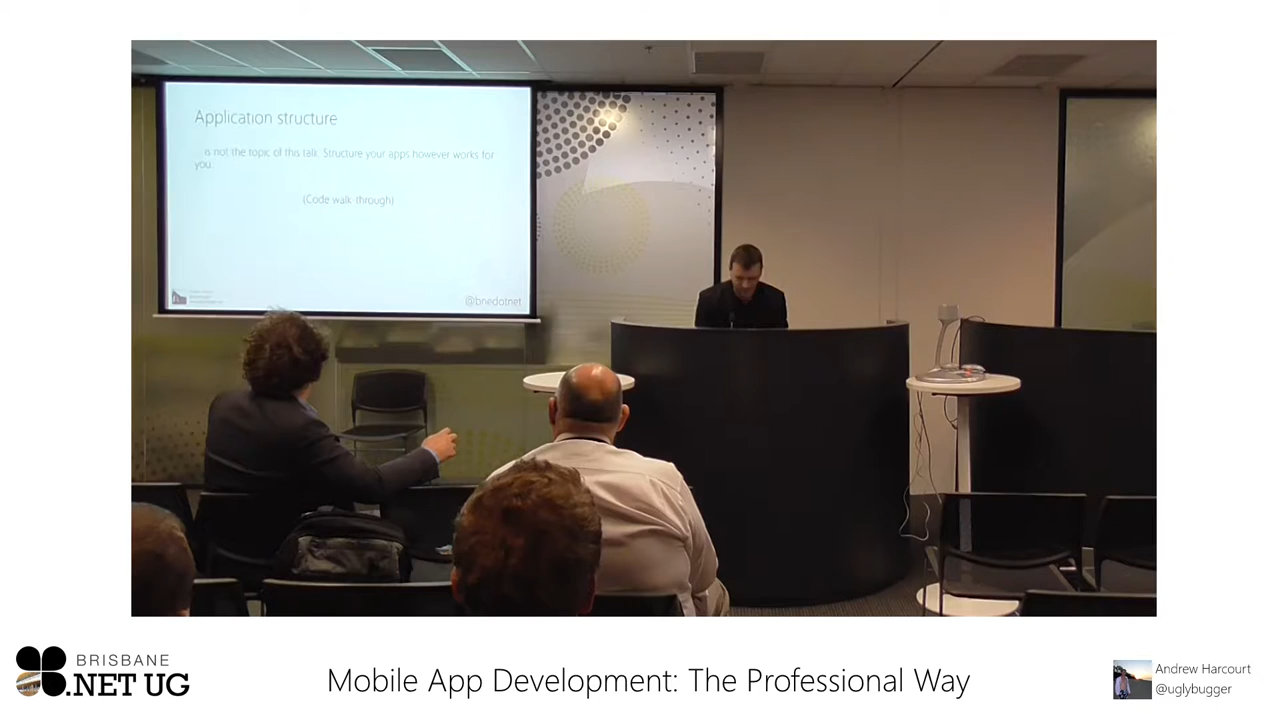 Application structure
... is not the topic of this talk. Structure your apps however works for
you.
(Code walk-through)
@bnedotnet
BRISBANE
.NET UG
Mobile App Development: The Professional Way
Andrew Harcourt
@uglybugger